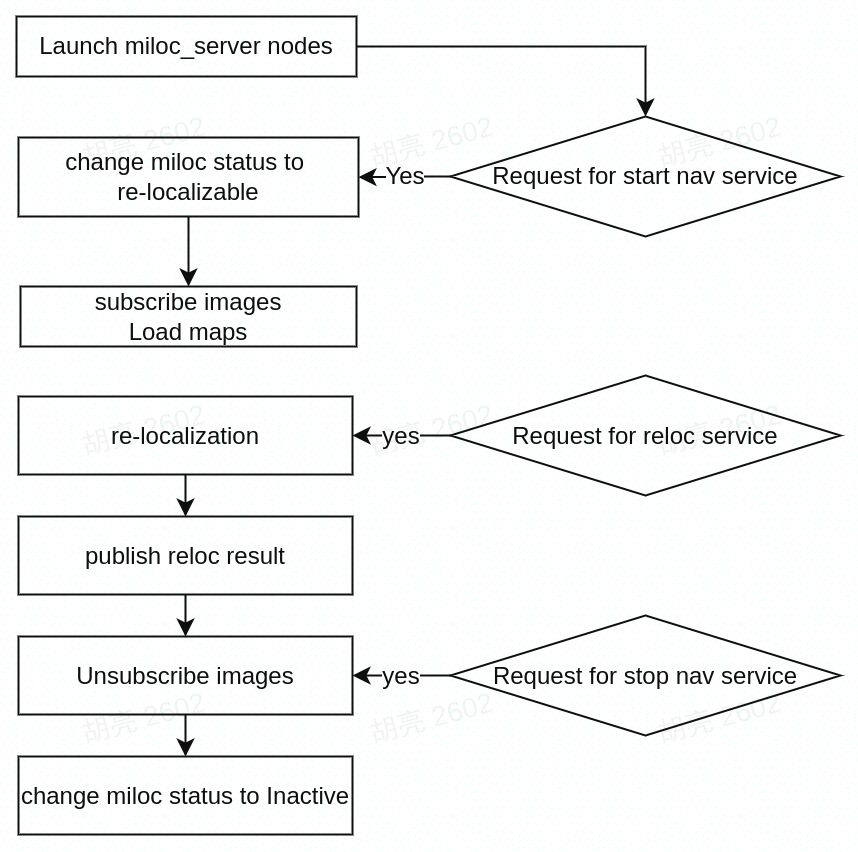 Launch miloc_server nodes
change miloc status to
re-localizable
Yes
Request for start nav service
subscribe images
Load maps
re-localization
yes
Request for reloc service
publish reloc result
Unsubscribe images
yes
Request for stop nav service
change miloc status to Inactive
胡亮 2602
胡亮 2602
胡亮 2602
胡亮 2602
胡亮 2602
胡亮 2602
胡亮 2602
胡亮 2602
胡亮 2602